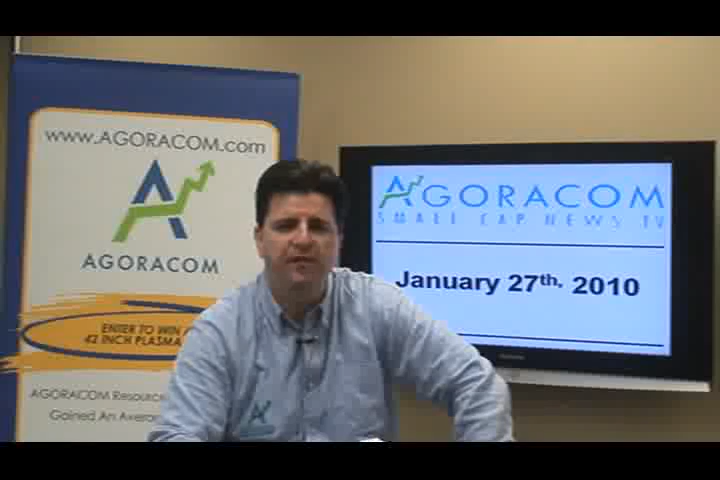 www.AGORACOM.com
AGORACOM
ENTER TO WIN
42 INCH PLASMA
AGORACOM Resource
Gained An Avera
AGORACOM
SMALL CAP NEWS TV
January 27th, 2010